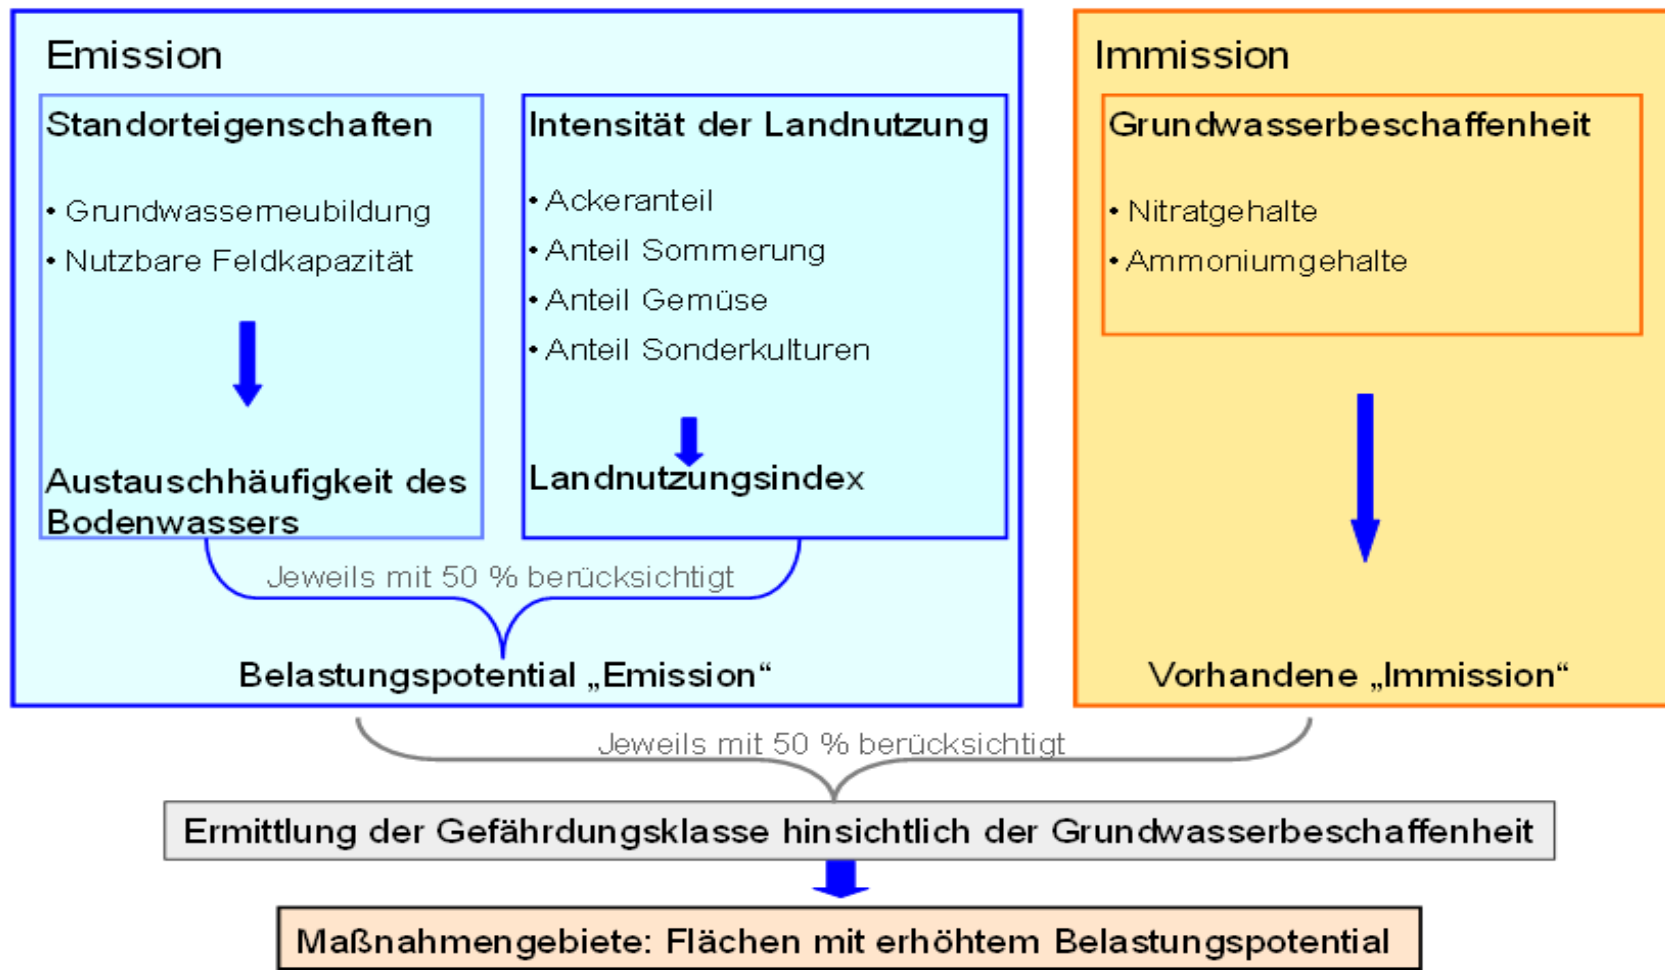 Emission
Standorteigenschaften
• Grundwasserneubildung
• Nutzbare Feldkapazität
Austauschhäufigkeit des
Bodenwassers
Intensität der Landnutzung
• Ackeranteil
• Anteil Sommerung
• Anteil Gemüse
• Anteil Sonderkulturen
Landnutzungsindex
Jeweils mit 50 % berücksichtigt
Belastungspotential „Emission“
Immission
Grundwasserbeschaffenheit
• Nitratgehalte
• Ammoniumgehalte
Vorhandene „Immission“
Jeweils mit 50 % berücksichtigt
Ermittlung der Gefährdungsklasse hinsichtlich der Grundwasserbeschaffenheit
Maßnahmengebiete: Flächen mit erhöhtem Belastungspotential